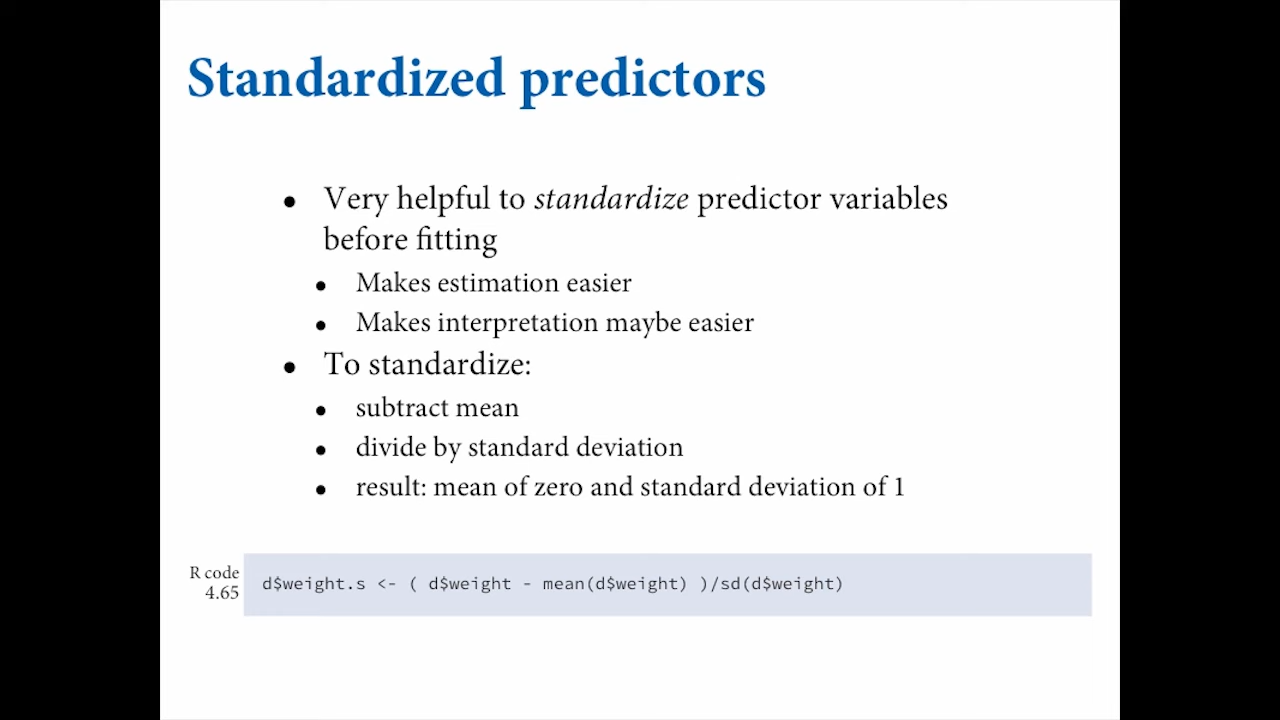 Standardized predictors
• Very helpful to standardize predictor variables
before fitting
• Makes estimation easier
• Makes interpretation maybe easier
• To standardize:
• subtract mean
• divide by standard deviation
• result: mean of zero and standard deviation of 1
R code
4.65
d$weight.s <- ( d$weight - mean(d$weight) )/sd(d$weight)